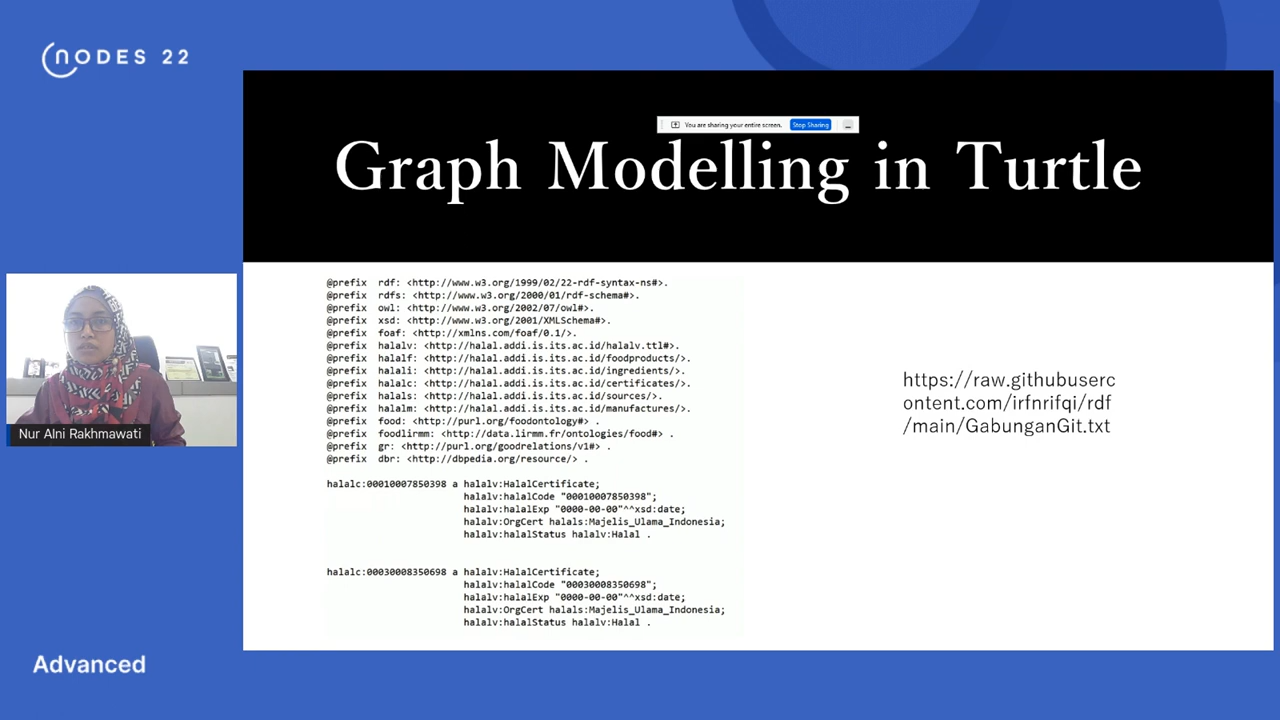 NODES 22
You are sharing your entire screen. Stop Sharing
Graph Modelling in Turtle
@prefix rdf: <http://www.w3.org/1999/02/22-rdf-syntax-ns#>.
@prefix rdfs: <http://www.w3.org/2000/01/rdf-schema#>.
@prefix owl: <http://www.w3.org/2002/07/owl#>.
@prefix xsd: <http://www.w3.org/2001/XMLSchema#>.
@prefix foaf: <http://xmlns.com/foaf/0.1/>.
@prefix halalv: <http://halal.addi.is.its.ac.id/halalv.ttl#>.
@prefix halalf: <http://halal.addi.is.its.ac.id/foodproducts/>.
@prefix halali: <http://halal.addi.is.its.ac.id/ingredients/>.
@prefix halalc: <http://halal.addi.is.its.ac.id/certificates/>.
@prefix halals: <http://halal.addi.is.its.ac.id/sources/>.
@prefix halalm: <http://halal.addi.is.its.ac.id/manufactures/>.
@prefix food: <http://purl.org/foodontology#> .
@prefix foodlirmm: <http://data.lirmm.fr/ontologies/food#> .
@prefix gr: <http://purl.org/goodrelations/v1#> .
@prefix dbr: <http://dbpedia.org/resource/> .
halalc:00010007850398 a halalv:HalalCertificate;
halalv:halalCode "00010007850398";
halalv:halalExp "0000-00-00"^^xsd:date;
halalv:OrgCert halals:Majelis_Ulama_Indonesia;
halalv:halalStatus halalv:Halal .
halalc:00030008350698 a halalv:HalalCertificate;
halalv:halalCode "00030008350698";
halalv:halalExp "0000-00-00"^^xsd:date;
halalv:OrgCert halals:Majelis_Ulama_Indonesia;
halalv:halalStatus halalv:Halal .
https://raw.githubuserc
ontent.com/irfnrifqi/rdf
/main/GabunganGit.txt
Nur Alni Rakhmawati
Advanced